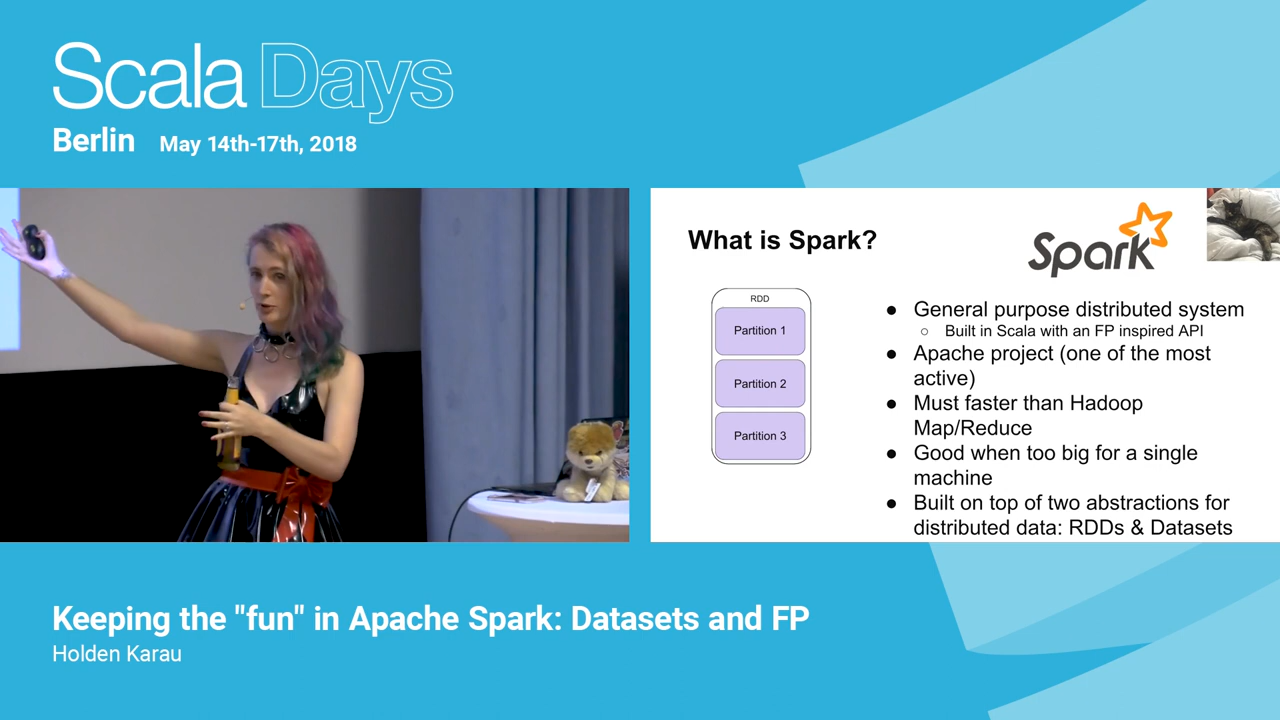 Scala Days
Berlin May 14th-17th, 2018
What is Spark?
Spark
RDD
Partition 1
Partition 2
Partition 3
● General purpose distributed system
○ Built in Scala with an FP inspired API
● Apache project (one of the most
active)
● Must faster than Hadoop
Map/Reduce
● Good when too big for a single
machine
● Built on top of two abstractions for
distributed data: RDDs & Datasets
Keeping the "fun" in Apache Spark: Datasets and FP
Holden Karau